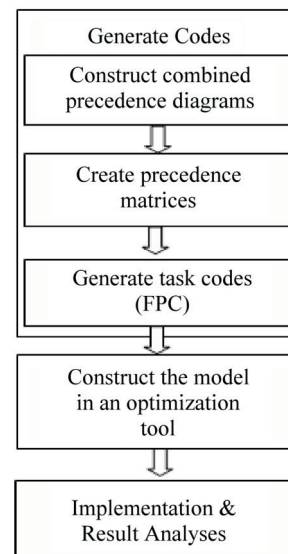 Generate Codes
Construct combined
precedence diagrams
Create precedence
matrices
Generate task codes
(FPC)
Construct the model
in an optimization
tool
Implementation &
Result Analyses